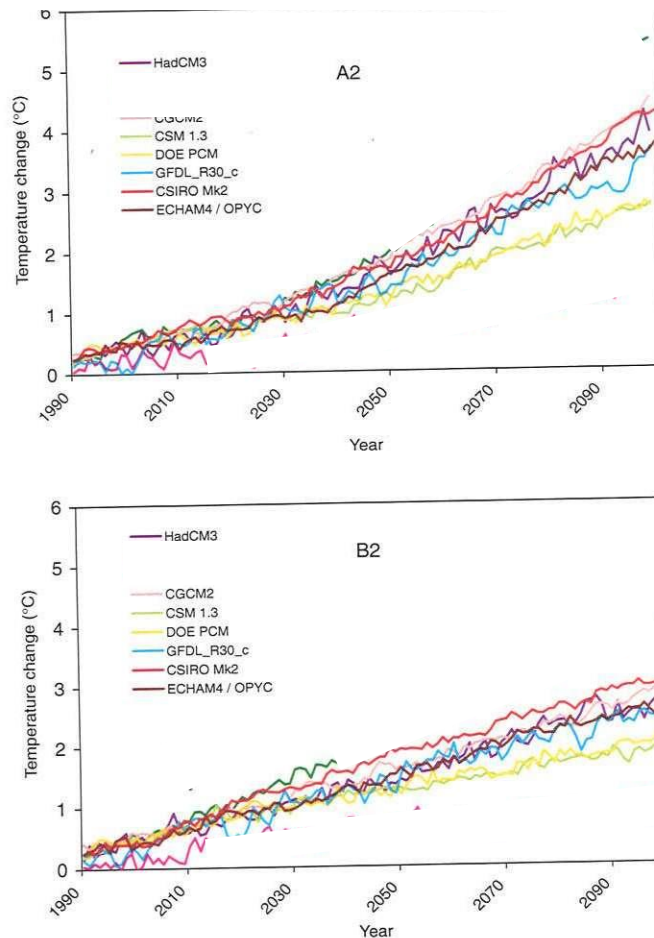 6
5
4
3
2
1
0
Temperature change (°C)
A2
HadCM3
CGCM2
CSM 1.3
DOE PCM
GFDL_R30_c
CSIRO Mk2
ECHAM4 / OPYC
1990
2010
2030
2050
2070
2090
Year
6
5
4
3
2
1
0
Temperature change (°C)
B2
HadCM3
CGCM2
CSM 1.3
DOE PCM
GFDL_R30_c
CSIRO Mk2
ECHAM4 / OPYC
1990
2010
2030
2050
2070
2090
Year